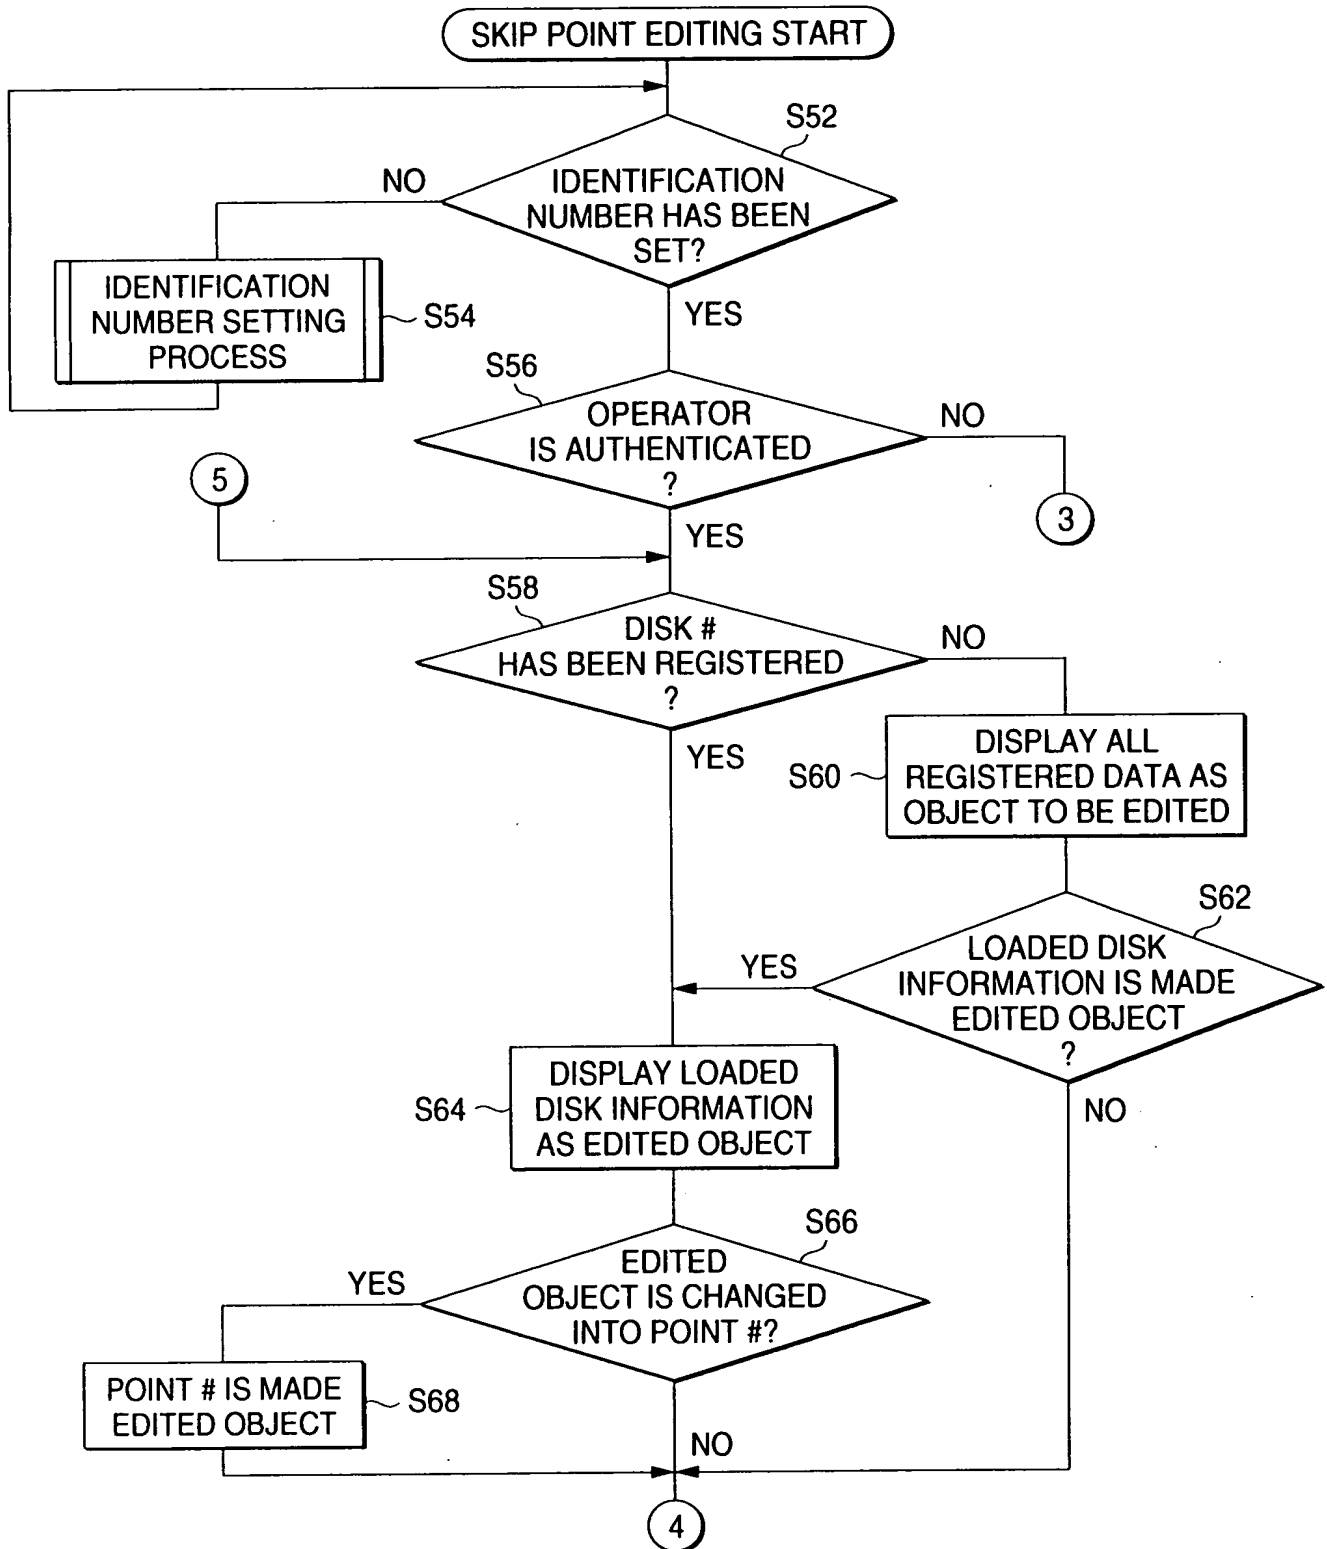 SKIP POINT EDITING START
S52
NO
IDENTIFICATION
NUMBER HAS BEEN
SET?
IDENTIFICATION
NUMBER SETTING
PROCESS
S54
YES
S56
OPERATOR
IS AUTHENTICATED
?
NO
5
3
YES
S58
DISK #
HAS BEEN REGISTERED
?
NO
YES
S60
DISPLAY ALL
REGISTERED DATA AS
OBJECT TO BE EDITED
S62
LOADED DISK
INFORMATION IS MADE
EDITED OBJECT
?
YES
NO
S64
DISPLAY LOADED
DISK INFORMATION
AS EDITED OBJECT
S66
EDITED
OBJECT IS CHANGED
INTO POINT #?
YES
POINT # IS MADE
EDITED OBJECT
S68
NO
4